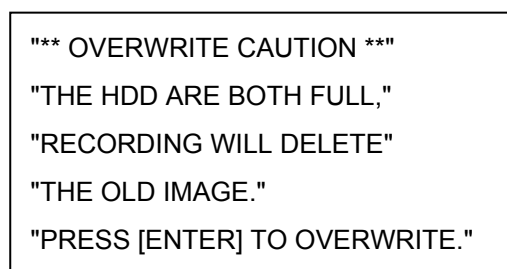 "** OVERWRITE CAUTION **"
"THE HDD ARE BOTH FULL,"
"RECORDING WILL DELETE"
"THE OLD IMAGE."
"PRESS [ENTER] TO OVERWRITE."